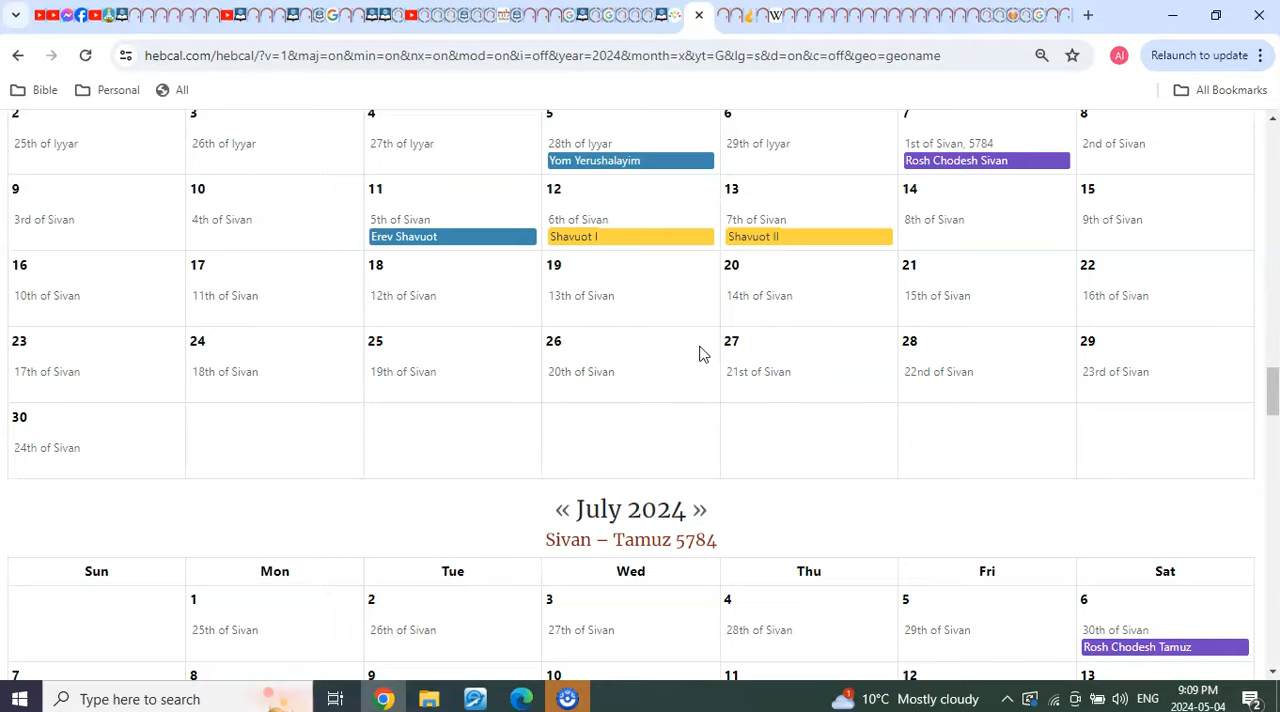 hebcal.com/hebcal/?v=1&maj=on&min=on&nx=on&mod=on&i=off&year=2024&month=x&yt=G&lg=s&d=on&c=off&geo=geoname
AI
Relaunch to update
Bible
Personal
All
All Bookmarks
2 3 4 5 6 7 8
25th of Iyyar 26th of Iyyar 27th of Iyyar 28th of Iyyar 29th of Iyyar 1st of Sivan, 5784 2nd of Sivan
Yom Yerushalayim Rosh Chodesh Sivan
9 10 11 12 13 14 15
3rd of Sivan 4th of Sivan 5th of Sivan 6th of Sivan 7th of Sivan 8th of Sivan 9th of Sivan
Erev Shavuot Shavuot I Shavuot II
16 17 18 19 20 21 22
10th of Sivan 11th of Sivan 12th of Sivan 13th of Sivan 14th of Sivan 15th of Sivan 16th of Sivan
23 24 25 26 27 28 29
17th of Sivan 18th of Sivan 19th of Sivan 20th of Sivan 21st of Sivan 22nd of Sivan 23rd of Sivan
30
24th of Sivan
« July 2024 »
Sivan – Tamuz 5784
Sun Mon Tue Wed Thu Fri Sat
1 2 3 4 5 6
25th of Sivan 26th of Sivan 27th of Sivan 28th of Sivan 29th of Sivan 30th of Sivan
Rosh Chodesh Tamuz
7 8 9 10 11 12 13
Type here to search
1
10°C Mostly cloudy
ENG
9:09 PM
2024-05-04
2